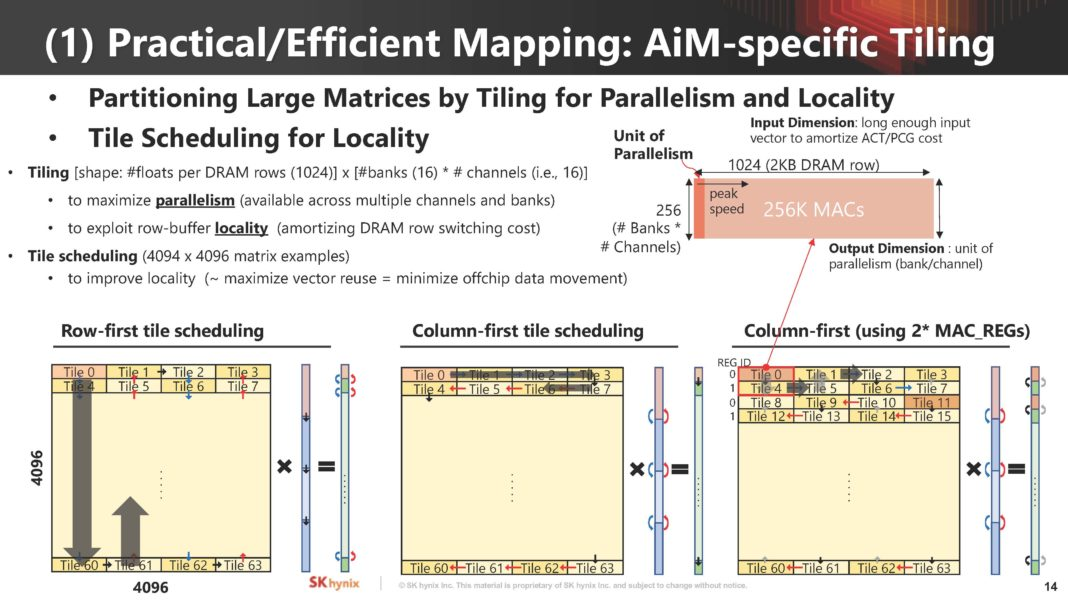 (1) Practical/Efficient Mapping: AiM-specific Tiling
• Partitioning Large Matrices by Tiling for Parallelism and Locality
• Tile Scheduling for Locality
• Tiling [shape: #floats per DRAM rows (1024)] x [#banks (16) * # channels (i.e., 16)]
• to maximize parallelism (available across multiple channels and banks)
• to exploit row-buffer locality (amortizing DRAM row switching cost)
• Tile scheduling (4094 x 4096 matrix examples)
• to improve locality (~ maximize vector reuse = minimize offchip data movement)
Unit of
Parallelism
Input Dimension: long enough input
vector to amortize ACT/PCG cost
1024 (2KB DRAM row)
peak
speed
256K MACs
256
(# Banks *
# Channels)
Output Dimension : unit of
parallelism (bank/channel)
Row-first tile scheduling
Tile 0 Tile 1 Tile 2 Tile 3
Tile 4 Tile 5 Tile 6 Tile 7
Tile 60 Tile 61 Tile 62 Tile 63
4096
4096
× =
Column-first tile scheduling
Tile 0 Tile 1 Tile 2 Tile 3
Tile 4 Tile 5 Tile 6 Tile 7
Tile 60 Tile 61 Tile 62 Tile 63
× =
Column-first (using 2* MAC_REGs)
REG ID
0 Tile 0 Tile 1 Tile 2 Tile 3
1 Tile 4 Tile 5 Tile 6 Tile 7
0 Tile 8 Tile 9 Tile 10 Tile 11
1 Tile 12 Tile 13 Tile 14 Tile 15
Tile 60 Tile 61 Tile 62 Tile 63
× =
SK hynix
© SK hynix Inc. This material is proprietary of SK hynix Inc. and subject to change without notice.
14